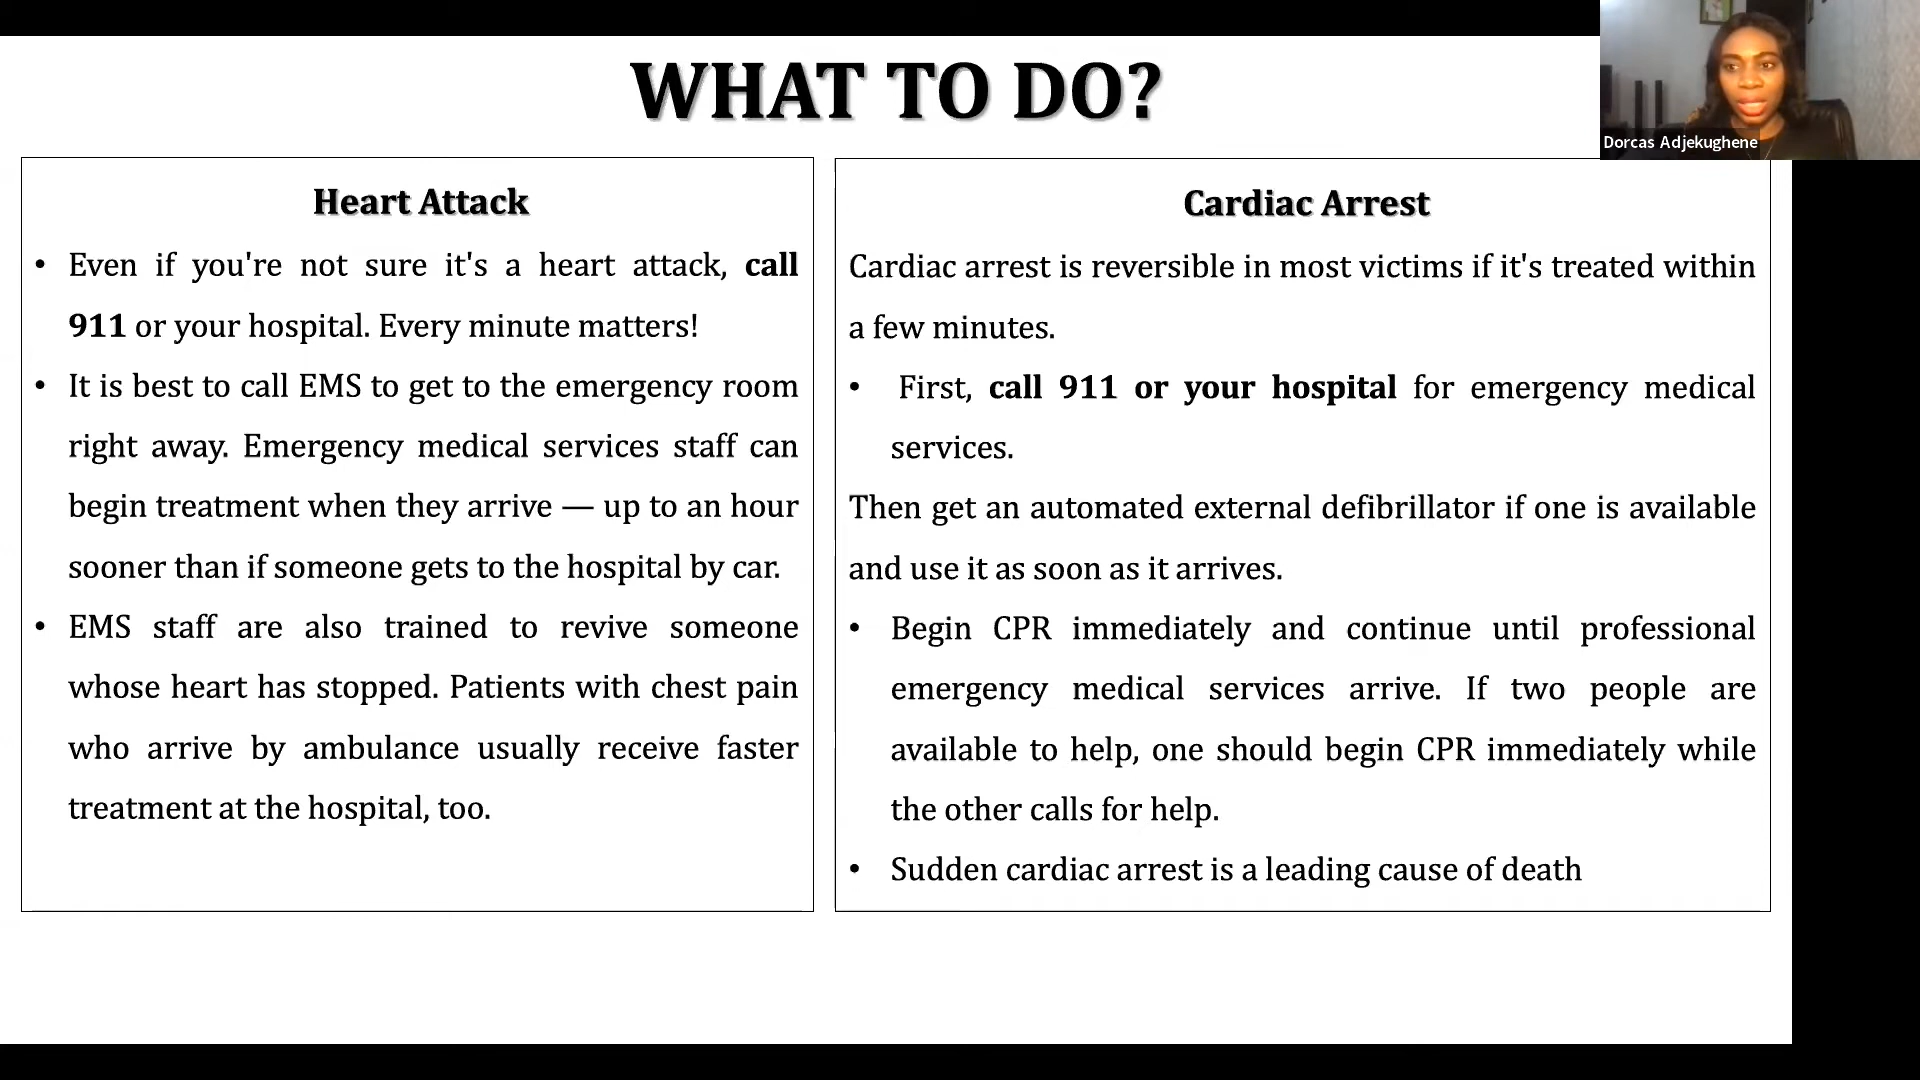 WHAT TO DO?
Dorcas Adjekughene
Heart Attack
• Even if you're not sure it's a heart attack, call
911 or your hospital. Every minute matters!
• It is best to call EMS to get to the emergency room
right away. Emergency medical services staff can
begin treatment when they arrive — up to an hour
sooner than if someone gets to the hospital by car.
• EMS staff are also trained to revive someone
whose heart has stopped. Patients with chest pain
who arrive by ambulance usually receive faster
treatment at the hospital, too.
Cardiac Arrest
Cardiac arrest is reversible in most victims if it's treated within
a few minutes.
• First, call 911 or your hospital for emergency medical
services.
Then get an automated external defibrillator if one is available
and use it as soon as it arrives.
• Begin CPR immediately and continue until professional
emergency medical services arrive. If two people are
available to help, one should begin CPR immediately while
the other calls for help.
• Sudden cardiac arrest is a leading cause of death